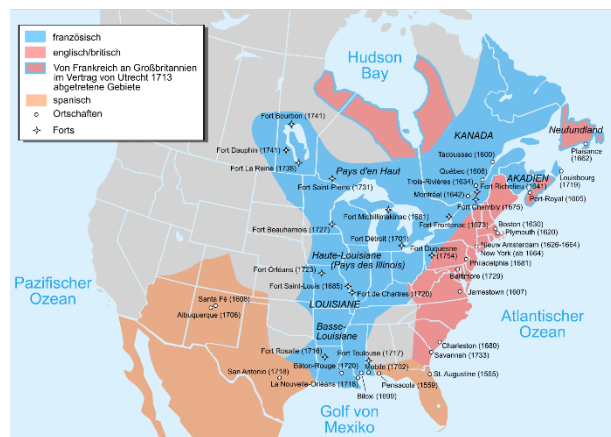 französisch
englisch/britisch
Von Frankreich an Großbritannien
im Vertrag von Utrecht 1713
abgetretene Gebiete
spanisch
Ortschaften
Forts
Hudson
Bay
Fort Bourbon (1741)
Fort Dauphin (1741)
Fort La Reine (1738)
Pays d'en Haut
Fort Saint-Pierre (1731)
KANADA
Neufundland
Plaisance
(1662)
Tacoussac (1600)
Québec (1608)
AKADIEN
Louisbourg
(1719)
Trois-Rivières (1634)
Fort Richelieu (1641)
Montréal (1642)
Port-Royal (1605)
Fort Chambly (1675)
Fort Michilimakinac (1681)
Fort Frontenac (1673)
Boston (1630)
Plymouth (1620)
Fort Beauharnois (1727)
Fort Détroit (1701)
Fort Duquesne
(1754)
Nieuw Amsterdam (1626-1664)
New York (ab 1664)
Haute-Louisiane
(Pays des Illinois)
Philadelphia (1681)
Baltimore (1729)
Fort Orléans (1723)
Fort Saint-Louis (1685)
Fort de Chartres (1720)
Jamestown (1607)
Pazifischer
Ozean
LOUISIANE
Atlantischer
Ozean
Santa Fé (1608)
Albuquerque (1706)
Basse-
Louisiane
Charleston (1680)
Savannah (1733)
Fort Rosalie (1716)
Fort Toulouse (1717)
Bâton-Rouge (1720)
Mobile (1702)
San Antonio (1718)
St. Augustine (1565)
La Nouvelle-Orléans (1718)
Pensacola (1559)
Biloxi (1699)
Golf von
Mexiko